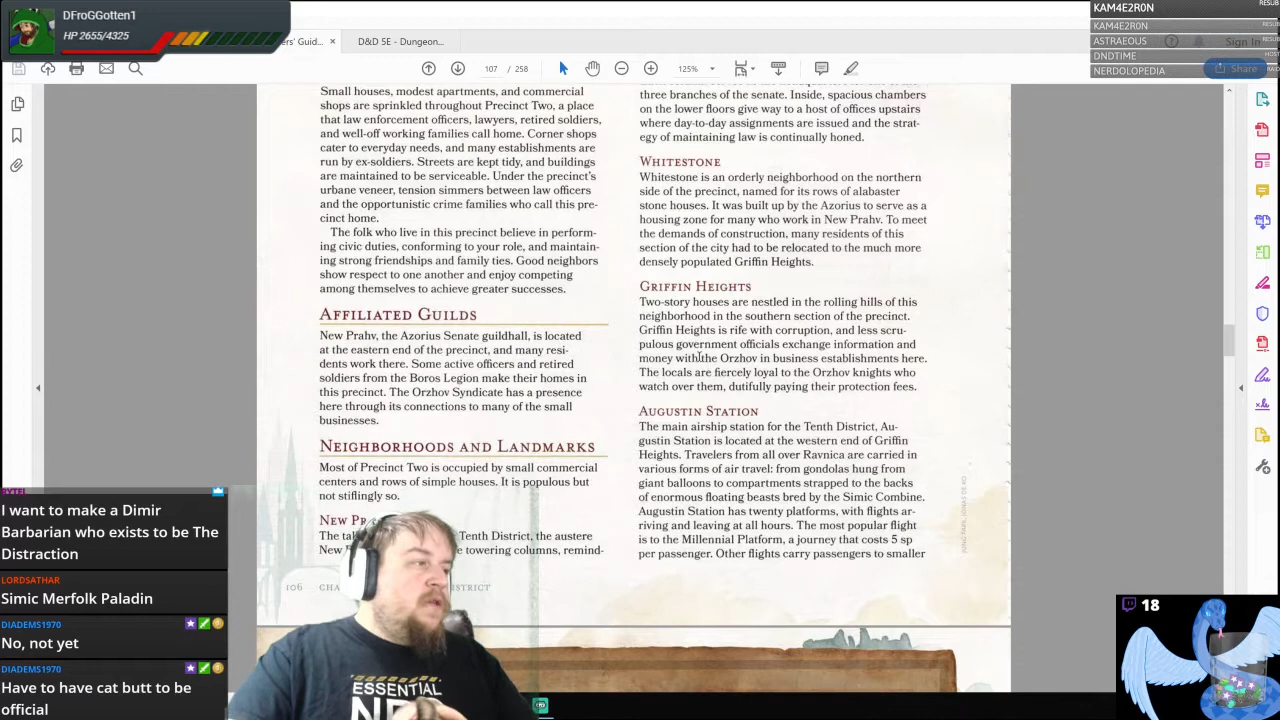 DFroGGotten1
HP 2655/4325
ers' Guid...
D&D 5E - Dungeon...
Sign In
Share
107 / 258
125%
KAM4E2R0N
RESUB
KAM4E2R0N
RESUB
ASTRAEOUS
DNDTIME
HOST
NERDOLOPEDIA
Small houses, modest apartments, and commercial
shops are sprinkled throughout Precinct Two, a place
that law enforcement officers, lawyers, retired soldiers,
and well-off working families call home. Corner shops
cater to everyday needs, and many establishments are
run by ex-soldiers. Streets are kept tidy, and buildings
are maintained to be serviceable. Under the precinct's
urbane veneer, tension simmers between law officers
and the opportunistic crime families who call this pre-
cinct home.
The folk who live in this precinct believe in perform-
ing civic duties, conforming to your role, and maintain-
ing strong friendships and family ties. Good neighbors
show respect to one another and enjoy competing
among themselves to achieve greater successes.
AFFILIATED GUILDS
New Prahv, the Azorius Senate guildhall, is located
at the eastern end of the precinct, and many resi-
dents work there. Some active officers and retired
soldiers from the Boros Legion make their homes in
this precinct. The Orzhov Syndicate has a presence
here through its connections to many of the small
businesses.
NEIGHBORHOODS AND LANDMARKS
Most of Precinct Two is occupied by small commercial
centers and rows of simple houses. It is populous but
not stiflingly so.
NEW PR
The tal Tenth District, the austere
New towering columns, remind-
106 CHA DISTRICT
three branches of the senate. Inside, spacious chambers
on the lower floors give way to a host of offices upstairs
where day-to-day assignments are issued and the strat-
egy of maintaining law is continually honed.
WHITESTONE
Whitestone is an orderly neighborhood on the northern
side of the precinct, named for its rows of alabaster
stone houses. It was built up by the Azorius to serve as a
housing zone for many who work in New Prahv. To meet
the demands of construction, many residents of this
section of the city had to be relocated to the much more
densely populated Griffin Heights.
GRIFFIN HEIGHTS
Two-story houses are nestled in the rolling hills of this
neighborhood in the southern section of the precinct.
Griffin Heights is rife with corruption, and less scru-
pulous government officials exchange information and
money with the Orzhov in business establishments here.
The locals are fiercely loyal to the Orzhov knights who
watch over them, dutifully paying their protection fees.
AUGUSTIN STATION
The main airship station for the Tenth District, Au-
gustin Station is located at the western end of Griffin
Heights. Travelers from all over Ravnica are carried in
various forms of air travel: from gondolas hung from
giant balloons to compartments strapped to the backs
of enormous floating beasts bred by the Simic Combine.
Augustin Station has twenty platforms, with flights ar-
riving and leaving at all hours. The most popular flight
is to the Millennial Platform, a journey that costs 5 sp
per passenger. Other flights carry passengers to smaller
I want to make a Dimir
Barbarian who exists to be The
Distraction
LORDSATHAR
Simic Merfolk Paladin
DIADEMS1970
No, not yet
DIADEMS1970
Have to have cat butt to be
official
ESSENTIAL
18